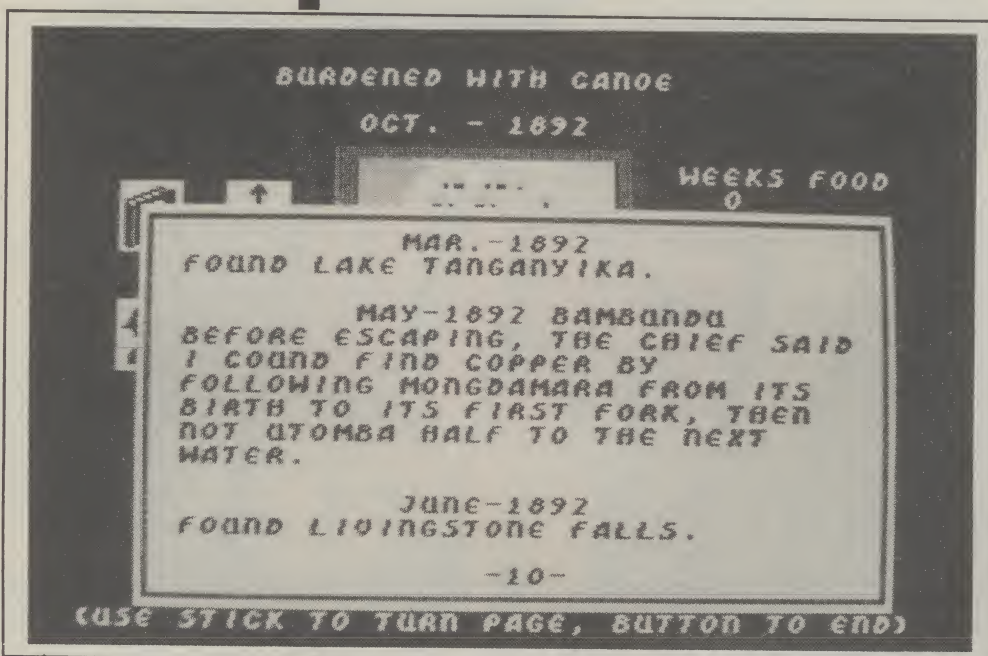 BURDENED WITH CANOE
OCT. - 1892
WEEKS FOOD
0
MAR.-1892
FOUND LAKE TANGANYIKA.
MAY-1892 BAMBUNDU
BEFORE ESCAPING, THE CHIEF SAID
I COUND FIND COPPER BY
FOLLOWING MONGDAMARA FROM ITS
BIRTH TO ITS FIRST FORK, THEN
NOT UTOMBA HALF TO THE NEXT
WATER.
JUNE-1892
FOUND LIVINGSTONE FALLS.
-10-
(USE STICK TO TURN PAGE, BUTTON TO END)